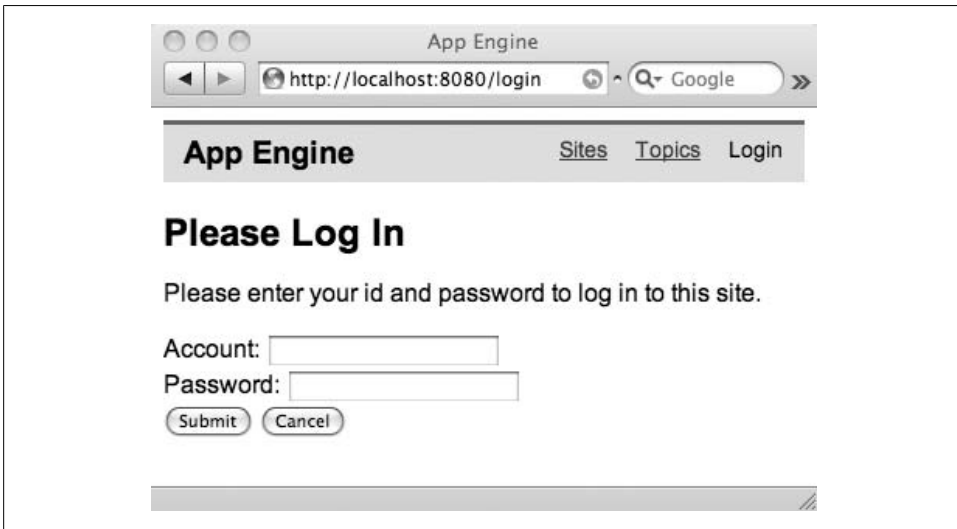 App Engine
http://localhost:8080/login
Google
App Engine Sites Topics Login
Please Log In
Please enter your id and password to log in to this site.
Account:
Password:
Submit Cancel